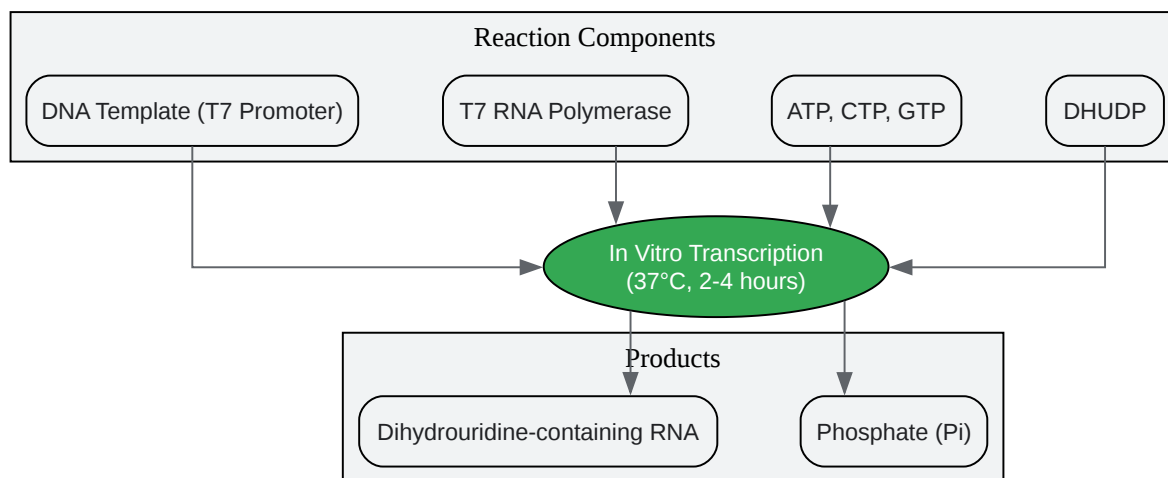 Reaction Components
DNA Template (T7 Promoter)
T7 RNA Polymerase
ATP, CTP, GTP
DHUDP
In Vitro Transcription
(37°C, 2-4 hours)
Products
Dihydrouridine-containing RNA
Phosphate (Pi)